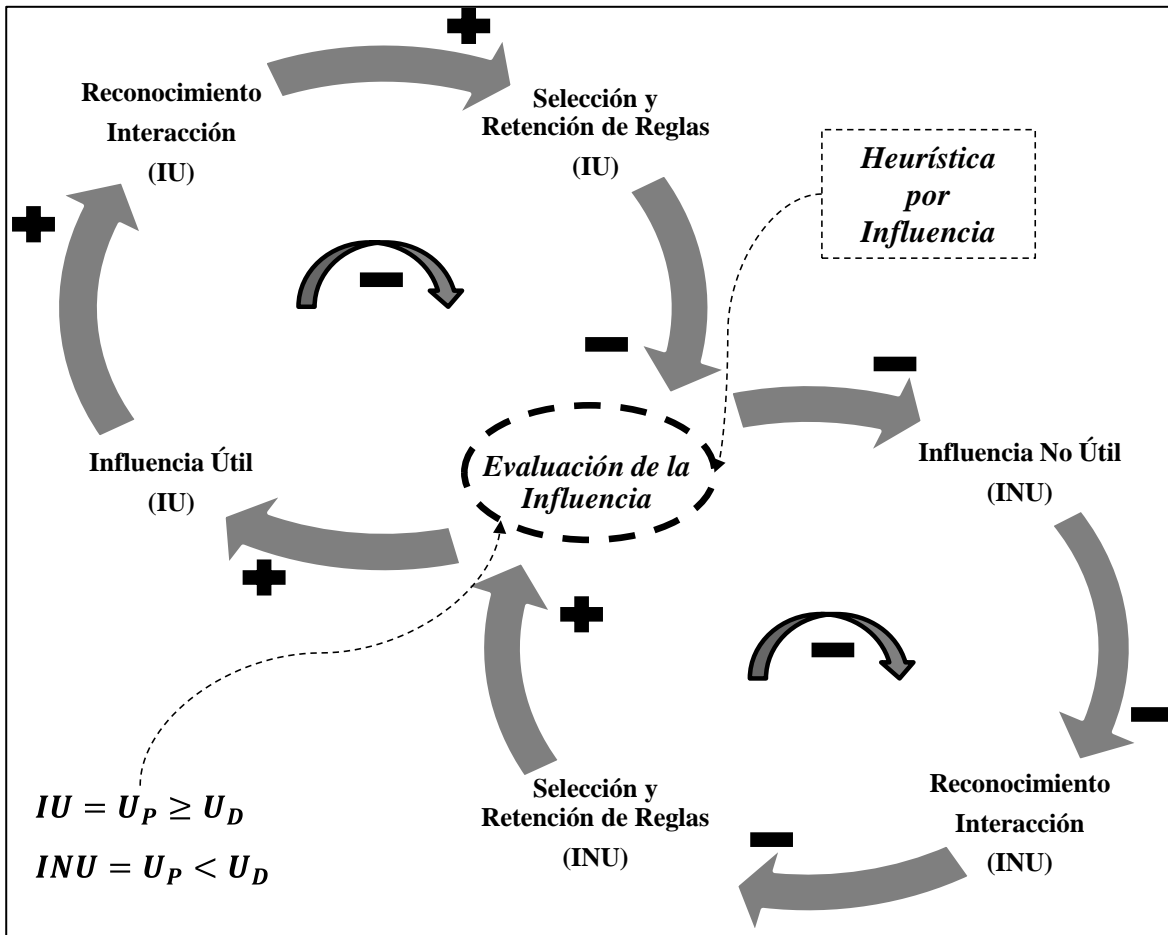 Reconocimiento
Interacción
(IU)
Selección y
Retención de Reglas
(IU)
Heurística
por
Influencia
Influencia Útil
(IU)
Evaluación de la
Influencia
Influencia No Útil
(INU)
Selección y
Retención de Reglas
(INU)
Reconocimiento
Interacción
(INU)
IU = U_P ≥ U_D
INU = U_P < U_D